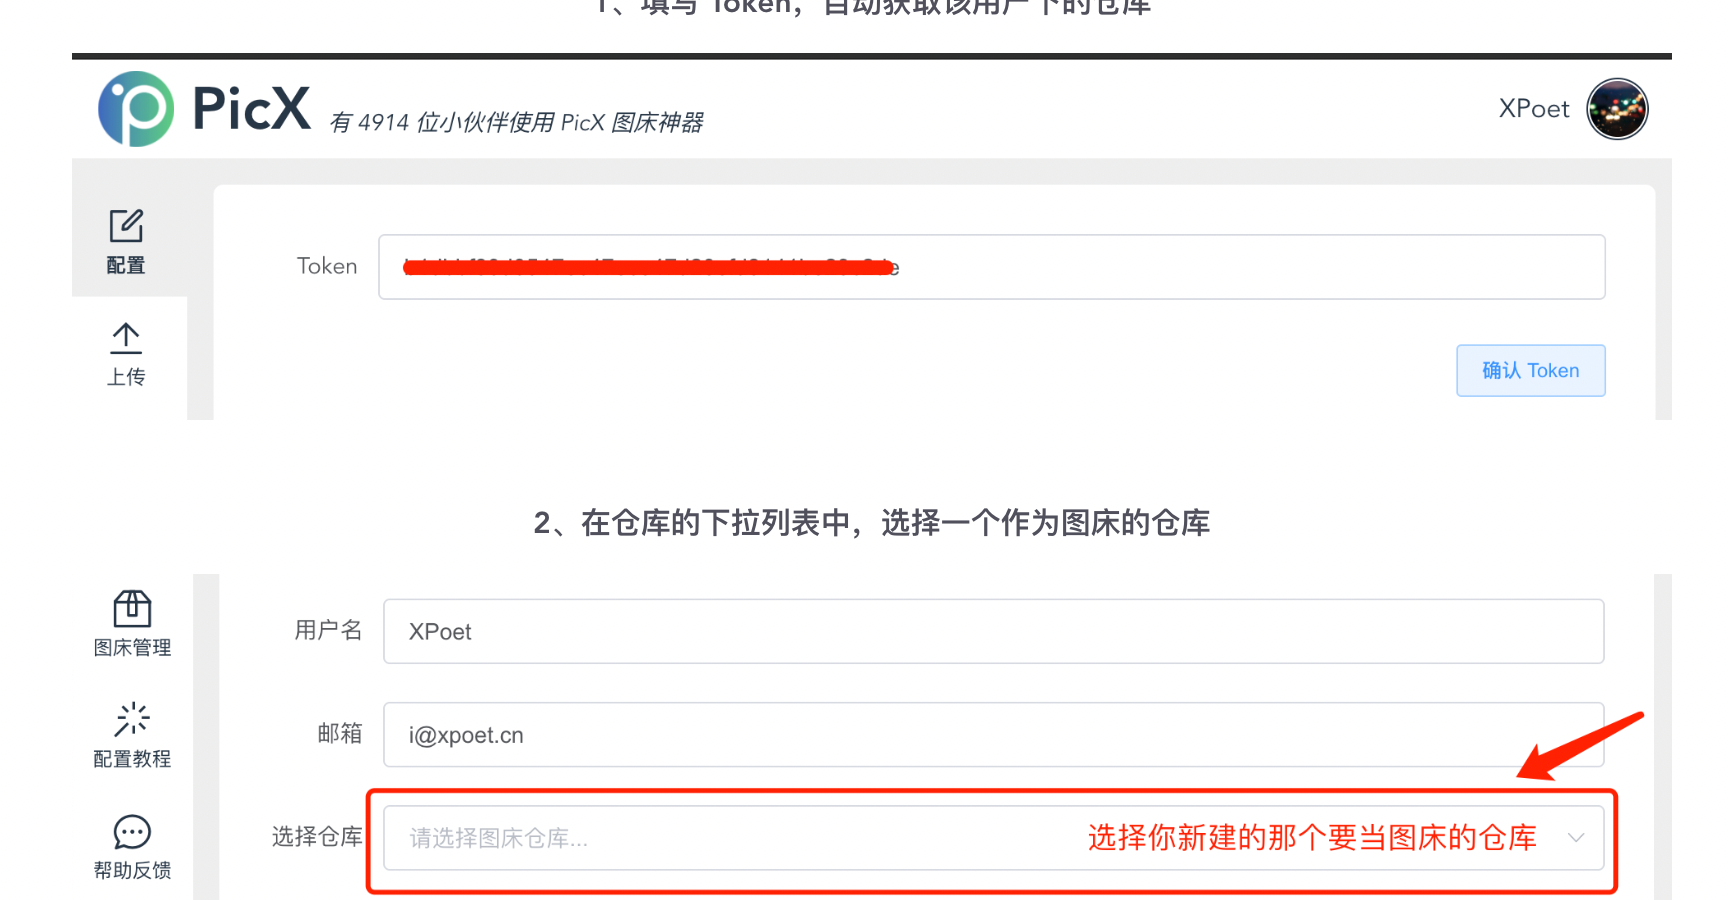 1、填写 Token，自动获取该用户下的仓库
PicX 有 4914 位小伙伴使用 PicX 图床神器
XPoet
配置
Token
上传
确认 Token
2、在仓库的下拉列表中，选择一个作为图床的仓库
图床管理
用户名 XPoet
配置教程
邮箱 i@xpoet.cn
选择仓库 请选择图床仓库... 选择你新建的那个要当图床的仓库
帮助反馈